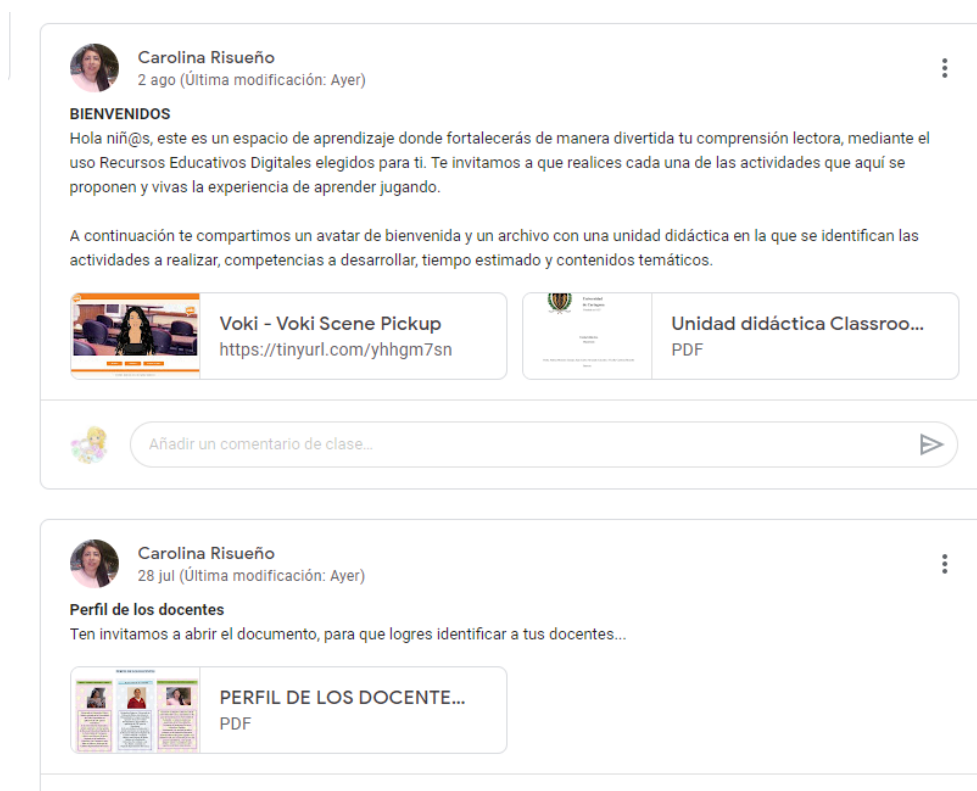 Carolina Risueño
2 ago (Última modificación: Ayer)
BIENVENIDOS
Hola niñ@s, este es un espacio de aprendizaje donde fortalecerás de manera divertida tu comprensión lectora, mediante el
uso Recursos Educativos Digitales elegidos para ti. Te invitamos a que realices cada una de las actividades que aquí se
proponen y vivas la experiencia de aprender jugando.
A continuación te compartimos un avatar de bienvenida y un archivo con una unidad didáctica en la que se identifican las
actividades a realizar, competencias a desarrollar, tiempo estimado y contenidos temáticos.
Voki - Voki Scene Pickup
https://tinyurl.com/yhhgm7sn
Unidad didáctica Classroo...
PDF
Añadir un comentario de clase...
Carolina Risueño
28 jul (Última modificación: Ayer)
Perfil de los docentes
Ten invitamos a abrir el documento, para que logres identificar a tus docentes...
PERFIL DE LOS DOCENTE...
PDF